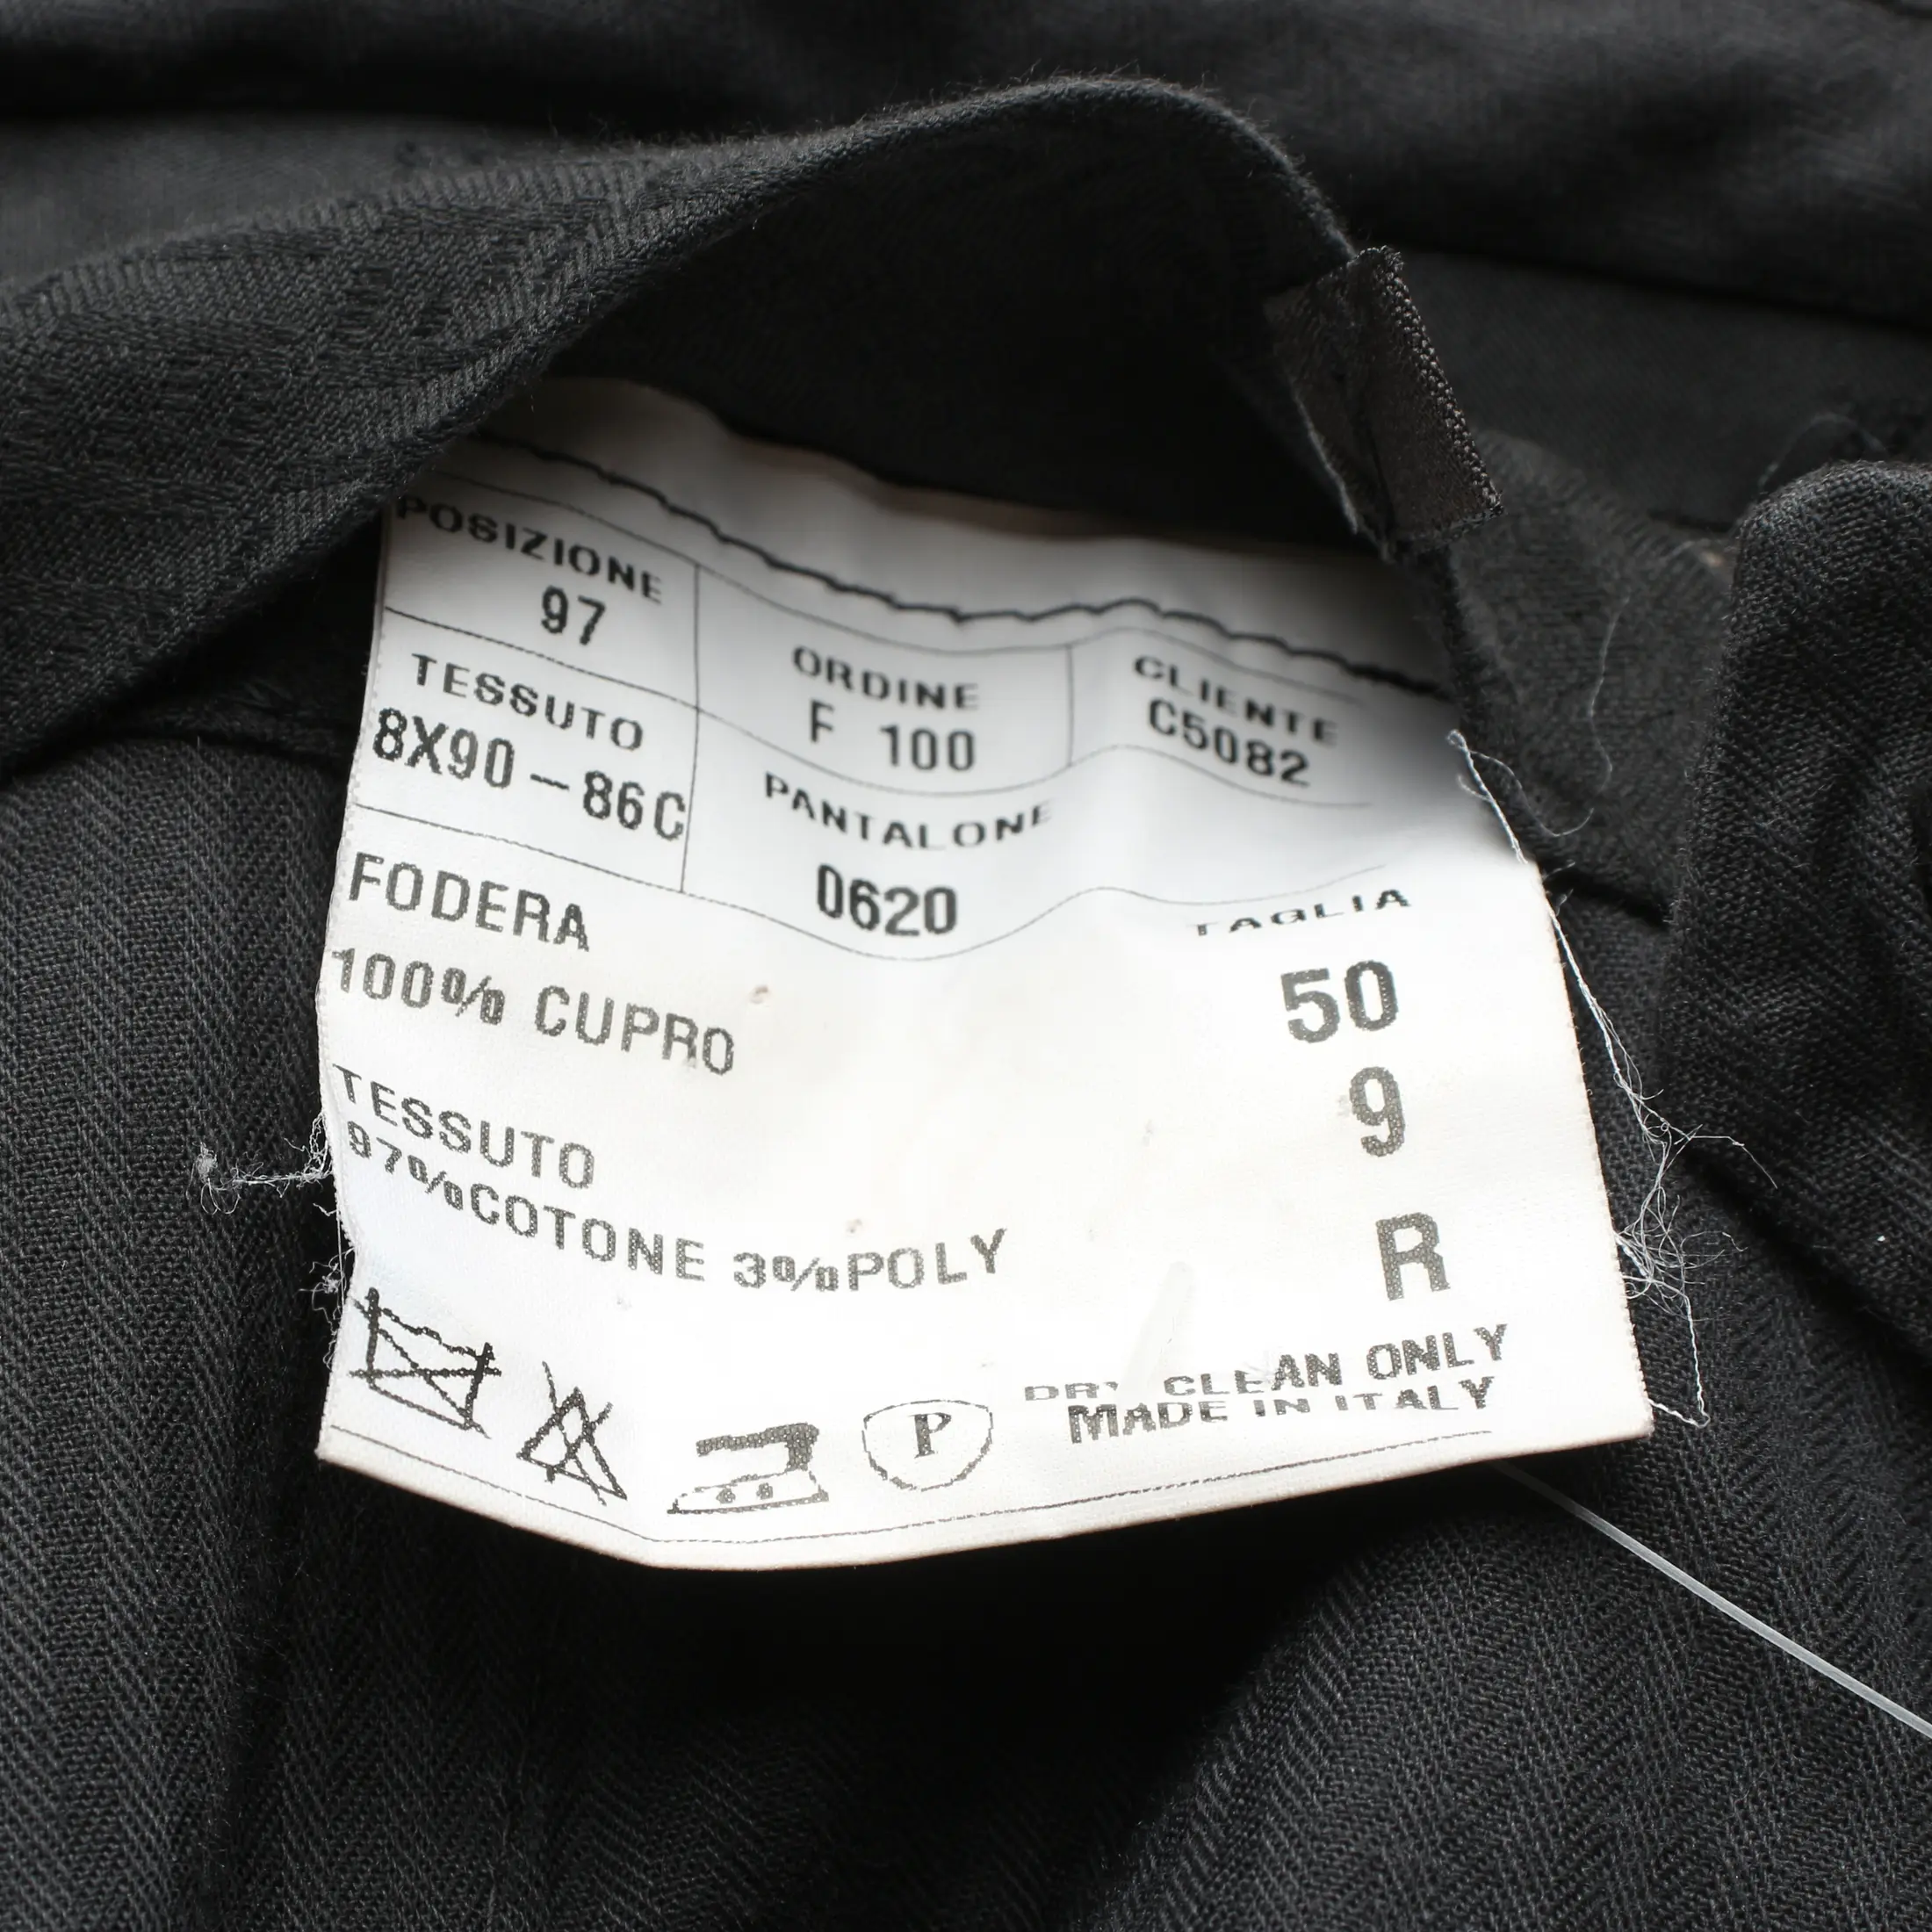 POSIZIONE
97
ORDINE
F 100
CLIENTE
C5082
TESSUTO
8X90-86C
PANTALONE
0620
FODERA
100% CUPRO
TAGLIA
50
9
R
TESSUTO
97%COTONE 3%POLY
P
DRY CLEAN ONLY
MADE IN ITALY